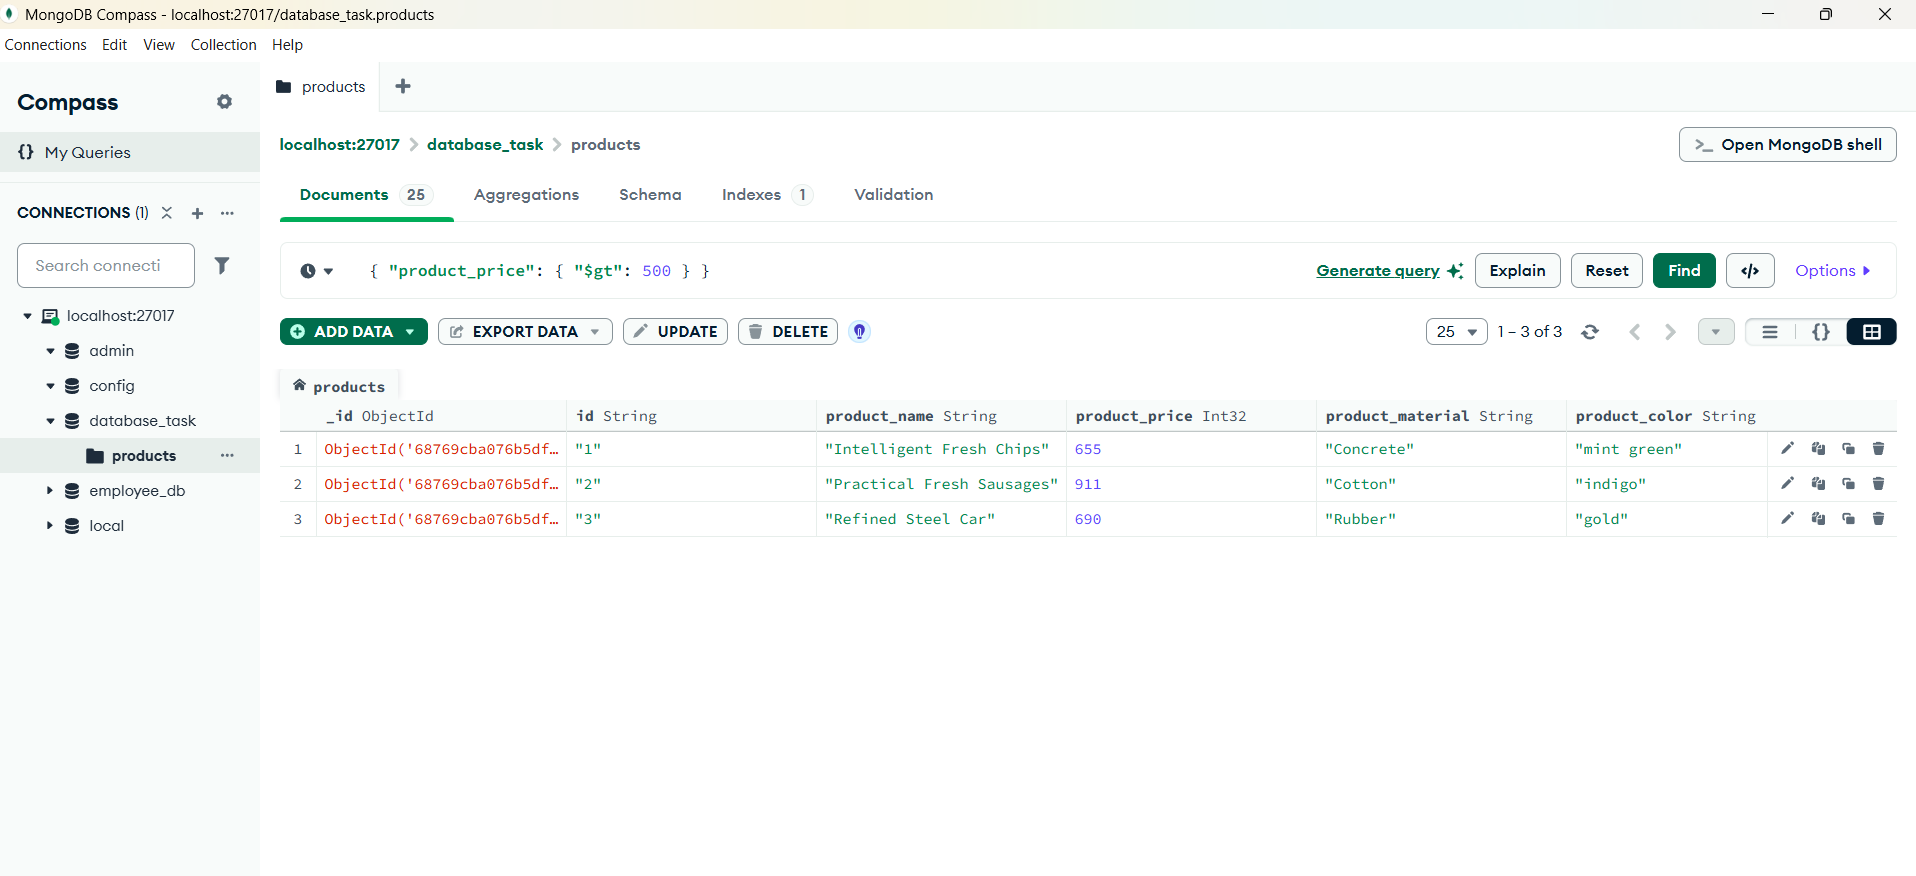 MongoDB Compass - localhost:27017/database_task.products
Connections Edit View Collection Help
Compass
{} My Queries
CONNECTIONS (1)
Search connecti
localhost:27017
admin
config
database_task
products
employee_db
local
products
localhost:27017 > database_task > products
>_ Open MongoDB shell
Documents 25 Aggregations Schema Indexes 1 Validation
{ "product_price": { "$gt": 500 } }
Generate query Explain Reset Find </> Options
ADD DATA EXPORT DATA UPDATE DELETE 25 1 – 3 of 3 {}
products
_id ObjectId id String product_name String product_price Int32 product_material String product_color String
1 ObjectId('68769cba076b5df… "1" "Intelligent Fresh Chips" 655 "Concrete" "mint green"
2 ObjectId('68769cba076b5df… "2" "Practical Fresh Sausages" 911 "Cotton" "indigo"
3 ObjectId('68769cba076b5df… "3" "Refined Steel Car" 690 "Rubber" "gold"